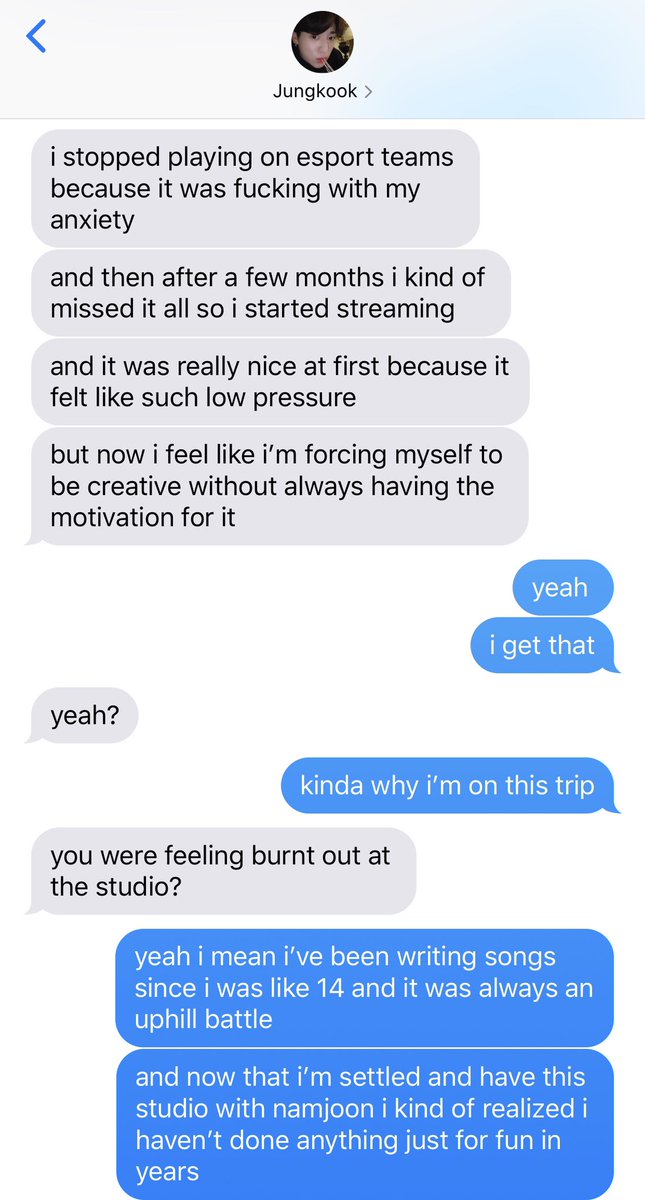 Jungkook
i stopped playing on esport teams
because it was fucking with my
anxiety
and then after a few months i kind of
missed it all so i started streaming
and it was really nice at first because it
felt like such low pressure
but now i feel like i’m forcing myself to
be creative without always having the
motivation for it
yeah
i get that
yeah?
kinda why i’m on this trip
you were feeling burnt out at
the studio?
yeah i mean i’ve been writing songs
since i was like 14 and it was always an
uphill battle
and now that i’m settled and have this
studio with namjoon i kind of realized i
haven’t done anything just for fun in
years